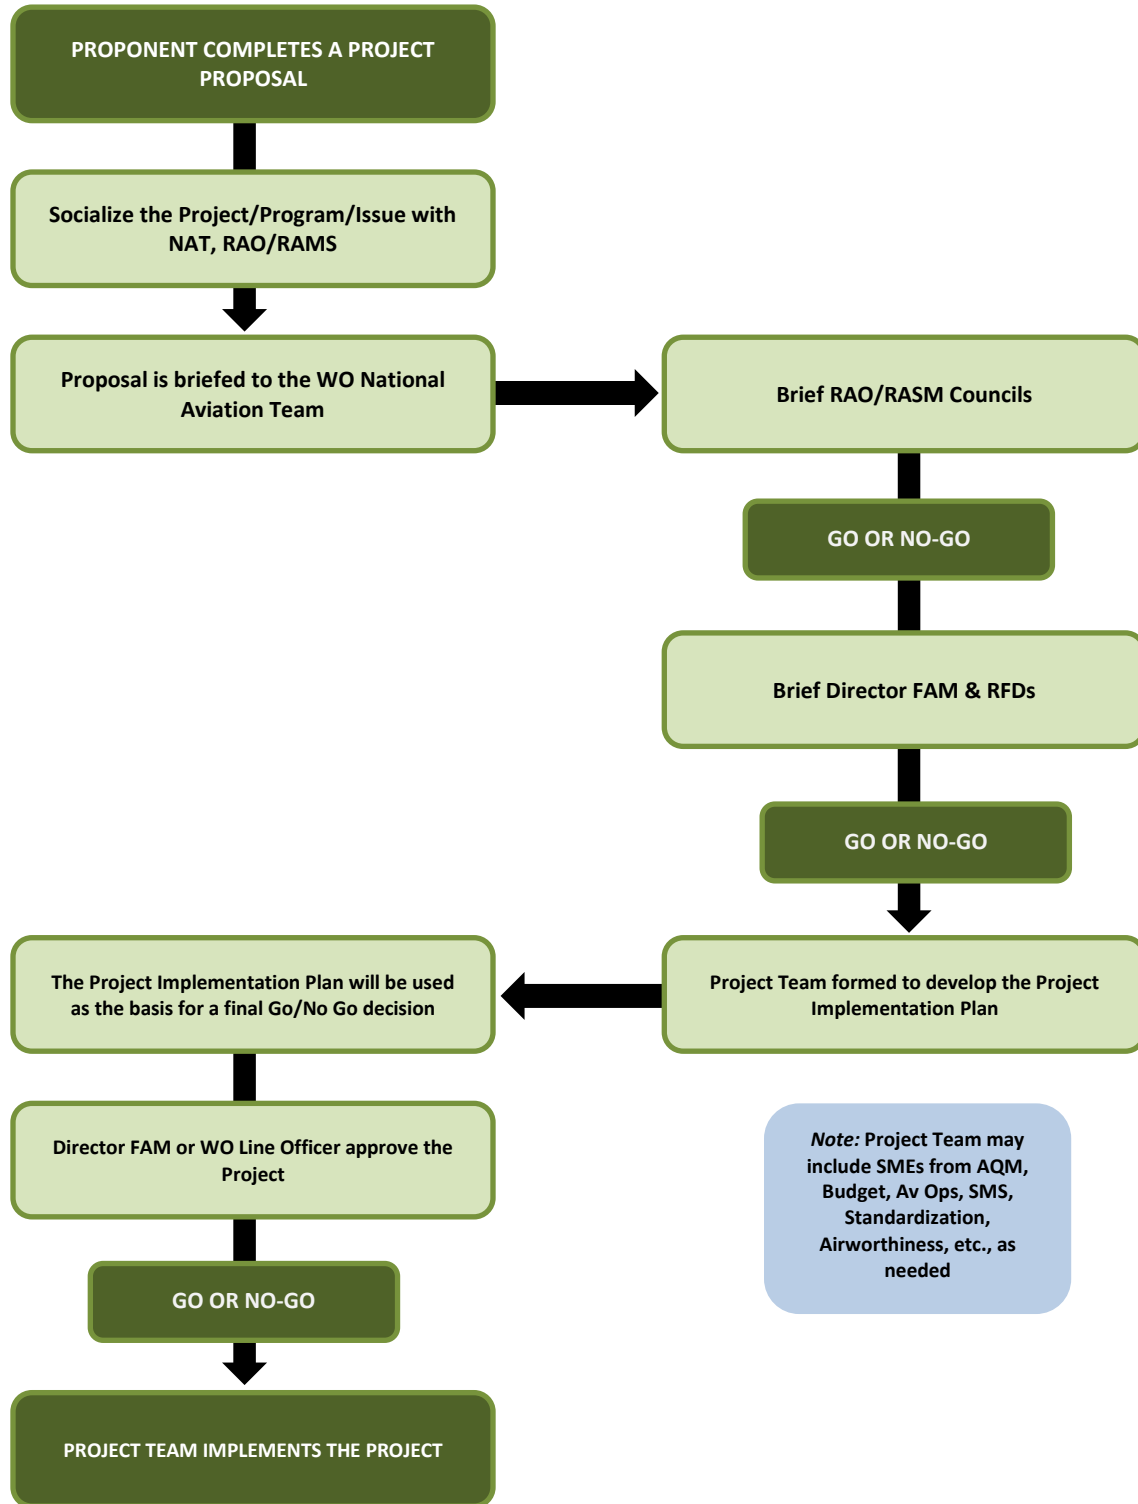 PROPONENT COMPLETES A PROJECT
PROPOSAL
Socialize the Project/Program/Issue with
NAT, RAO/RAMS
Proposal is briefed to the WO National
Aviation Team
Brief RAO/RASM Councils
GO OR NO-GO
Brief Director FAM & RFDs
GO OR NO-GO
Project Team formed to develop the Project
Implementation Plan
The Project Implementation Plan will be used
as the basis for a final Go/No Go decision
Note: Project Team may
include SMEs from AQM,
Budget, Av Ops, SMS,
Standardization,
Airworthiness, etc., as
needed
Director FAM or WO Line Officer approve the
Project
GO OR NO-GO
PROJECT TEAM IMPLEMENTS THE PROJECT